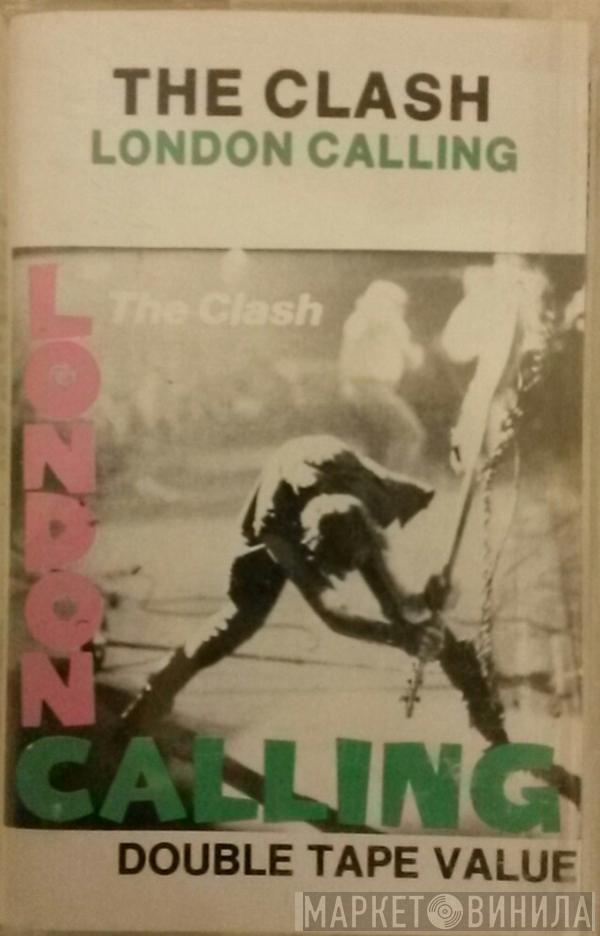 THE CLASH
LONDON CALLING
The Clash
LONDON
CALLING
DOUBLE TAPE VALUE
МАРКЕТ ВИНИЛА